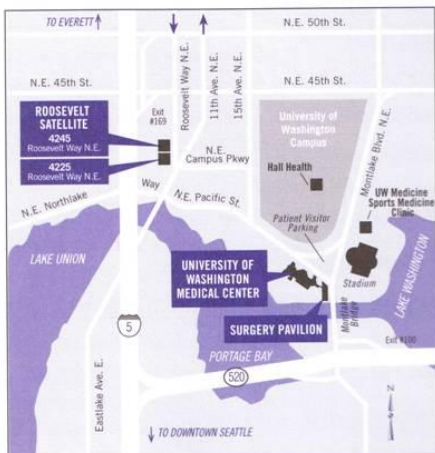 TO EVERETT
N.E. 50th St.
N.E. 45th St.
N.E. 45th St.
Roosevelt Way N.E.
11th Ave. N.E.
15th Ave. N.E.
Exit
#169
ROOSEVELT
SATELLITE
4245
Roosevelt Way N.E.
4225
Roosevelt Way N.E.
N.E.
Campus Pkwy
University of
Washington
Campus
Hall Health
Montlake Blvd. N.E.
UW Medicine
Sports Medicine
Clinic
N.E. Northlake
Way
N.E. Pacific St.
Patient Visitor
Parking
LAKE UNION
UNIVERSITY OF
WASHINGTON
MEDICAL CENTER
Stadium
LAKE WASHINGTON
SURGERY PAVILION
Montlake
Bridge
5
PORTAGE BAY
Exit #100
520
Eastlake Ave. E.
N
TO DOWNTOWN SEATTLE